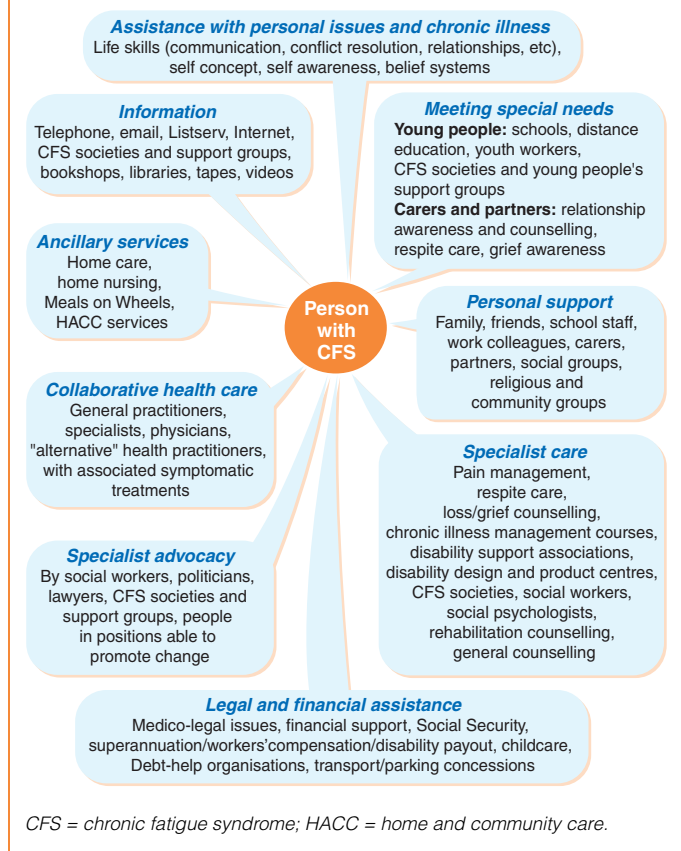 Assistance with personal issues and chronic illness
Life skills (communication, conflict resolution, relationships, etc),
self concept, self awareness, belief systems
Information
Telephone, email, Listserv, Internet,
CFS societies and support groups,
bookshops, libraries, tapes, videos
Meeting special needs
Young people: schools, distance
education, youth workers,
CFS societies and young people's
support groups
Carers and partners: relationship
awareness and counselling,
respite care, grief awareness
Ancillary services
Home care,
home nursing,
Meals on Wheels,
HACC services
Person
with
CFS
Personal support
Family, friends, school staff,
work colleagues, carers,
partners, social groups,
religious and
community groups
Collaborative health care
General practitioners,
specialists, physicians,
"alternative" health practitioners,
with associated symptomatic
treatments
Specialist care
Pain management,
respite care,
loss/grief counselling,
chronic illness management courses,
disability support associations,
disability design and product centres,
CFS societies, social workers,
social psychologists,
rehabilitation counselling,
general counselling
Specialist advocacy
By social workers, politicians,
lawyers, CFS societies and
support groups, people
in positions able to
promote change
Legal and financial assistance
Medico-legal issues, financial support, Social Security,
superannuation/workers'compensation/disability payout, childcare,
Debt-help organisations, transport/parking concessions
CFS = chronic fatigue syndrome; HACC = home and community care.